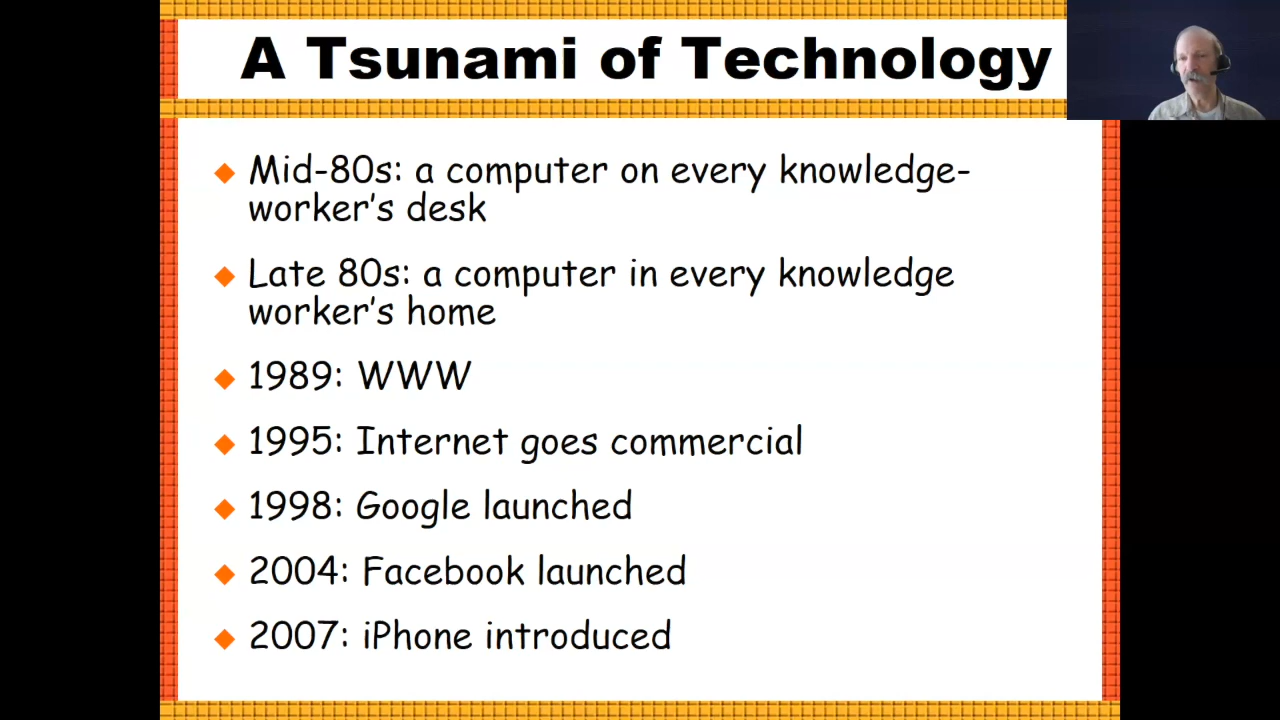 A Tsunami of Technology
Mid-80s: a computer on every knowledge-
worker's desk
Late 80s: a computer in every knowledge
worker's home
1989: WWW
1995: Internet goes commercial
1998: Google launched
2004: Facebook launched
2007: iPhone introduced